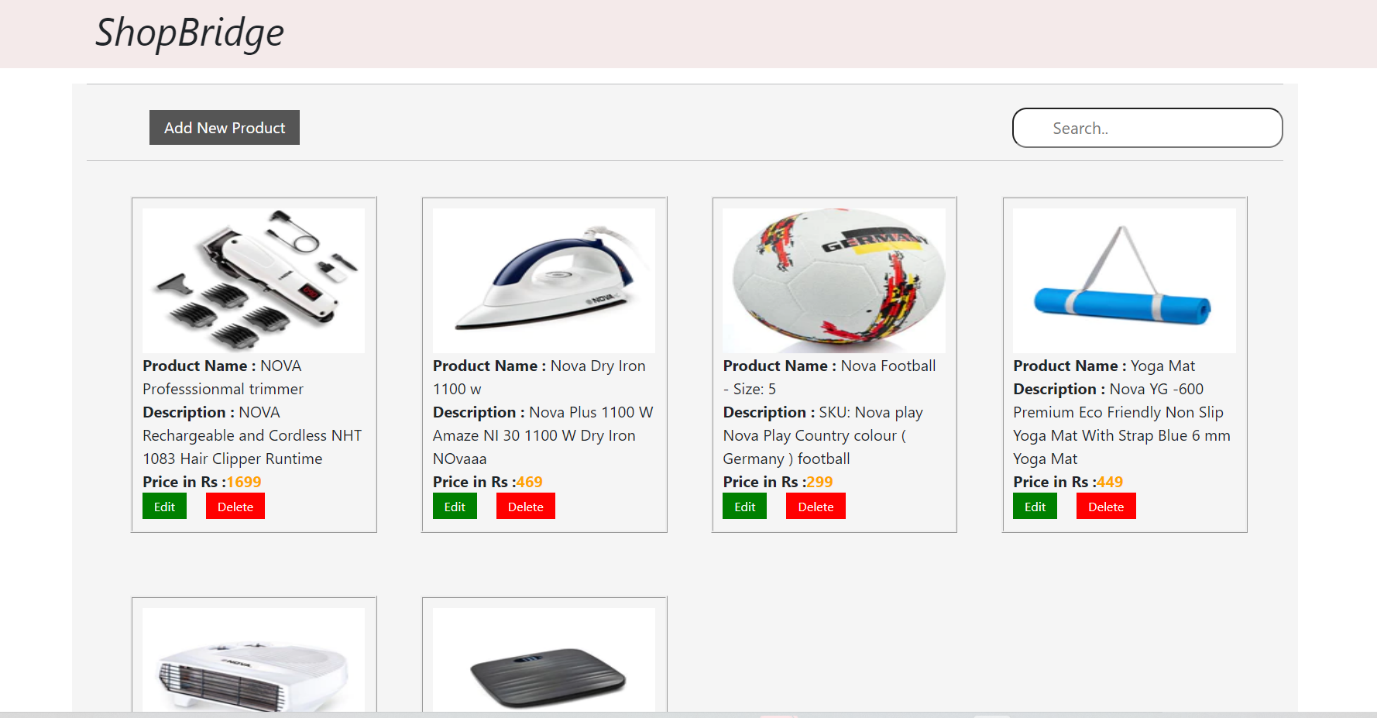 ShopBridge
Add New Product
Search..
GERMANY
Product Name : NOVA
Professsionmal trimmer
Description : NOVA
Rechargeable and Cordless NHT
1083 Hair Clipper Runtime
Price in Rs :1699
Edit
Delete
NOVA
Product Name : Nova Dry Iron
1100 w
Description : Nova Plus 1100 W
Amaze NI 30 1100 W Dry Iron
NOvaaa
Price in Rs :469
Edit
Delete
Product Name : Nova Football
- Size: 5
Description : SKU: Nova play
Nova Play Country colour (
Germany ) football
Price in Rs :299
Edit
Delete
Product Name : Yoga Mat
Description : Nova YG -600
Premium Eco Friendly Non Slip
Yoga Mat With Strap Blue 6 mm
Yoga Mat
Price in Rs :449
Edit
Delete
NOVA